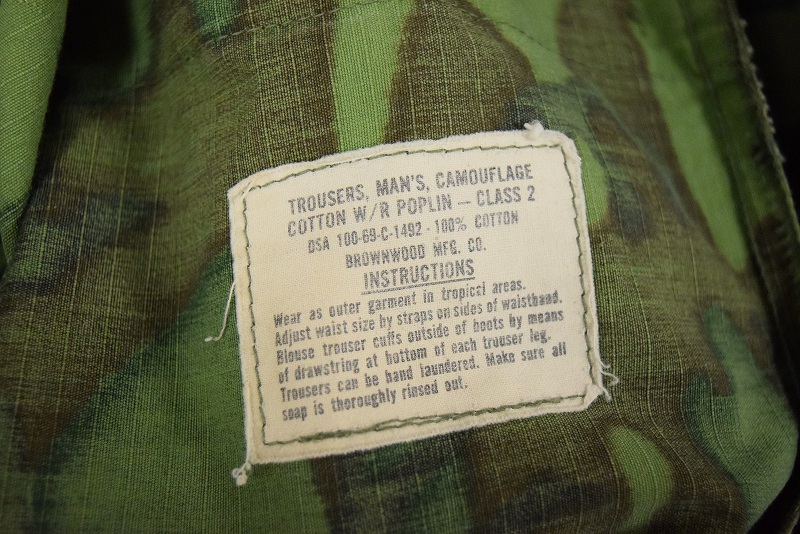 TROUSERS, MAN'S, CAMOUFLAGE
COTTON W/R POPLIN — CLASS 2
DSA 100-69-C-1492 - 100% COTTON
BROWNWOOD MFG. CO.
INSTRUCTIONS
Wear as outer garment in tropical areas.
Adjust waist size by straps on sides of waistband.
Blouse trouser cuffs outside of boots by means
of drawstring at bottom of each trouser leg.
Trousers can be hand laundered. Make sure all
soap is thoroughly rinsed out.